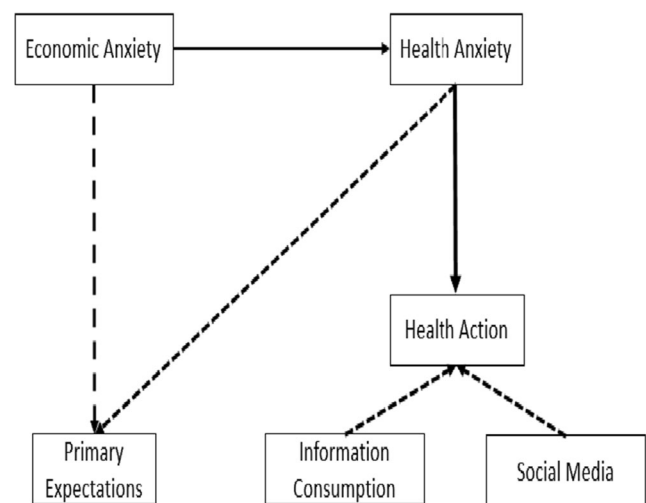 Economic Anxiety
Health Anxiety
Health Action
Primary
Expectations
Information
Consumption
Social Media